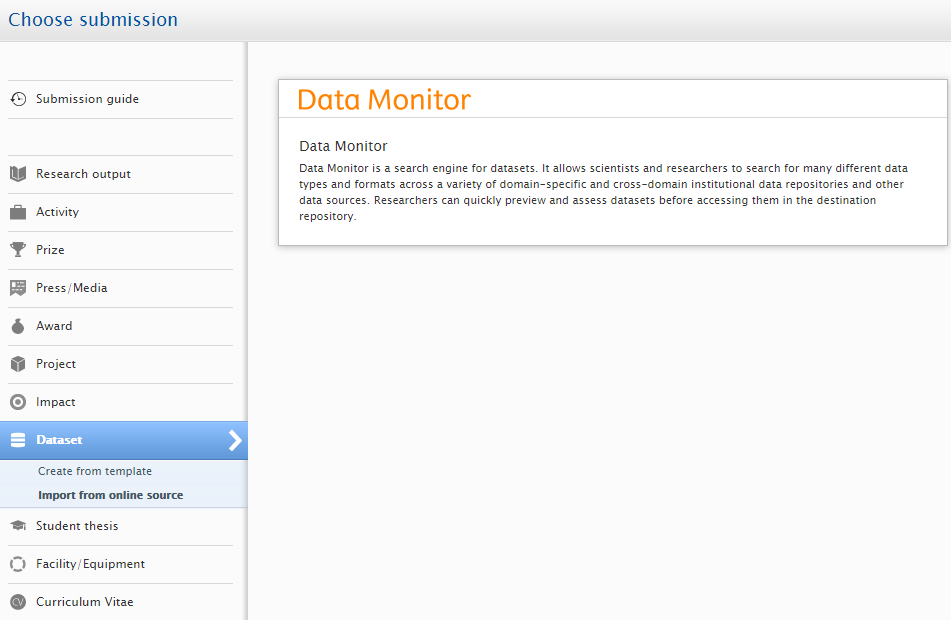 Choose submission
Submission guide
Research output
Activity
Prize
Press/Media
Award
Project
Impact
Dataset
Create from template
Import from online source
Student thesis
Facility/Equipment
CV
Curriculum Vitae
Data Monitor
Data Monitor
Data Monitor is a search engine for datasets. It allows scientists and researchers to search for many different data
types and formats across a variety of domain-specific and cross-domain institutional data repositories and other
data sources. Researchers can quickly preview and assess datasets before accessing them in the destination
repository.